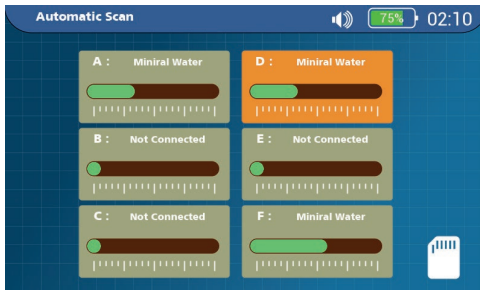 Automatic Scan 75% 02:10
A : Miniral Water
D : Miniral Water
B : Not Connected
E : Not Connected
C : Not Connected
F : Miniral Water